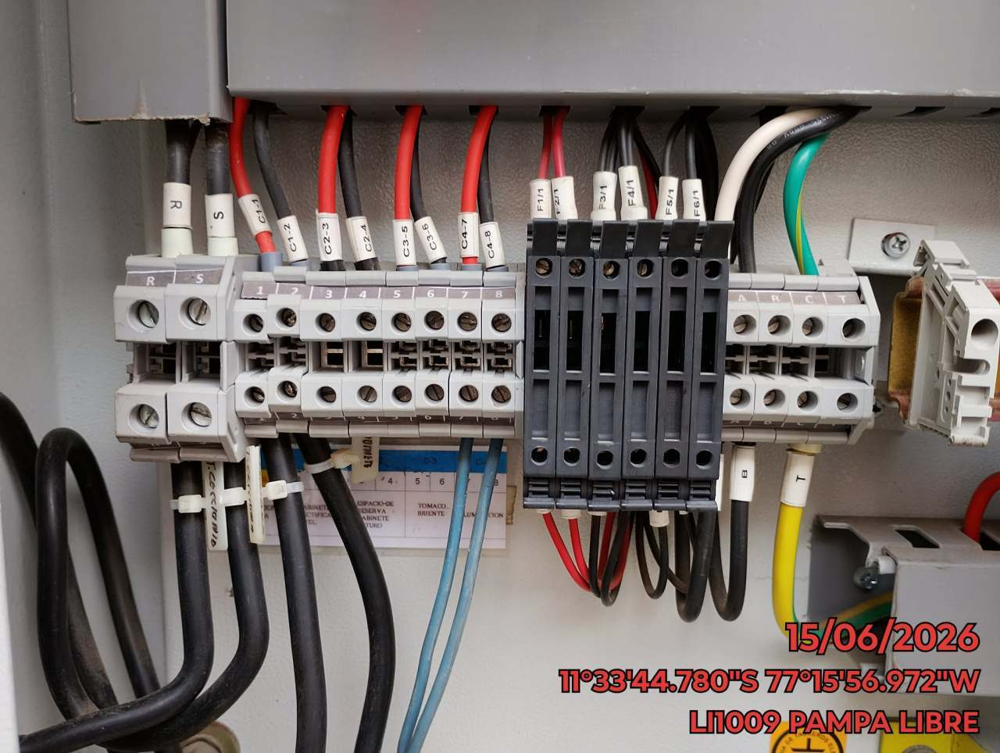 R
S.
C1-1
C1-2
C2-3
C2-4
C3-5
C3-6
C4-7
C4-8
F1/1
F2/1
F3/1
F4/1
F5/1
F6/1
R S 1 2 3 4 5 6 7 8
A B C T
B
T
4 5 6 8
ESPACIO-DE
RESERVA
GABINETE
TOMACO..
RRIENTE
15/06/2026
11°33'44.780"S 77°15'56.972"W
LI1009 PAMPA LIBRE